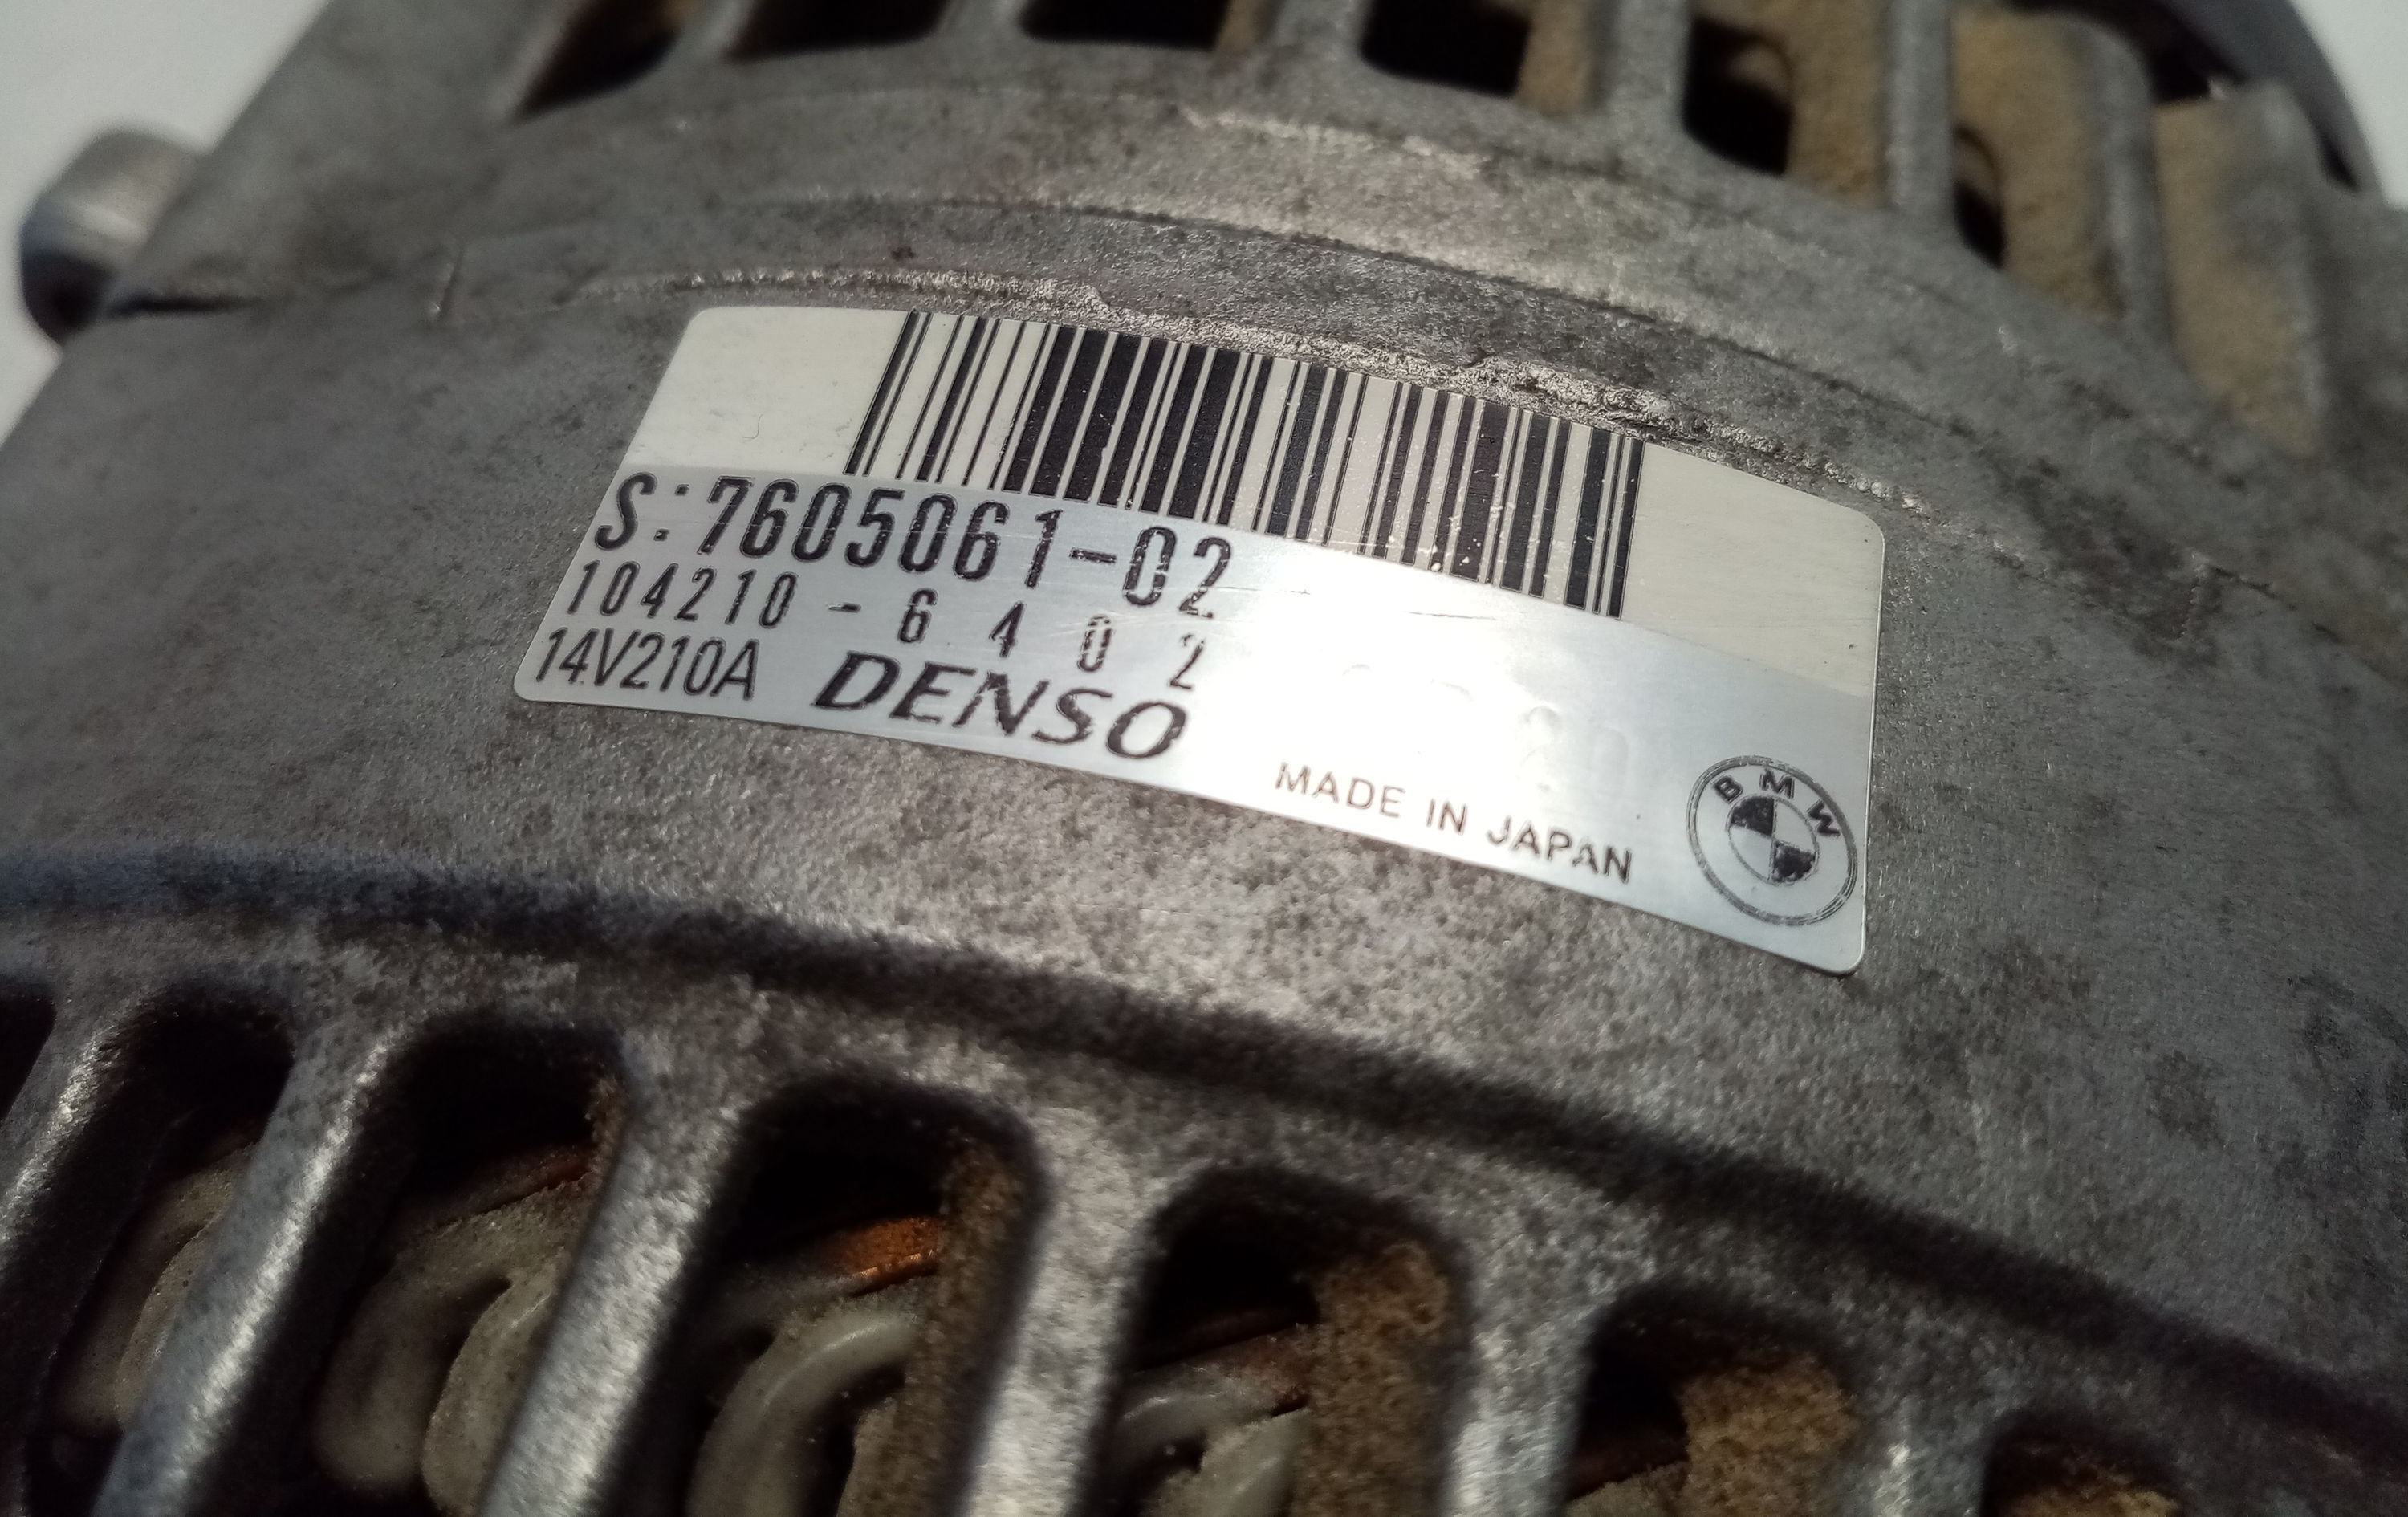 S:7605061-02
104210-6402
14V210A DENSO
MADE IN JAPAN
BMW